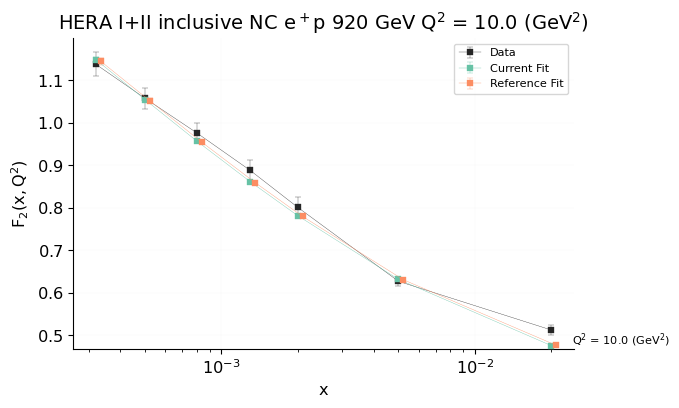 HERA I+II inclusive NC e⁺p 920 GeV Q² = 10.0 (GeV²)
Data
Current Fit
Reference Fit
F₂(x, Q²)
1.1
1.0
0.9
0.8
0.7
0.6
0.5
Q² = 10.0 (GeV²)
10⁻³
10⁻²
x